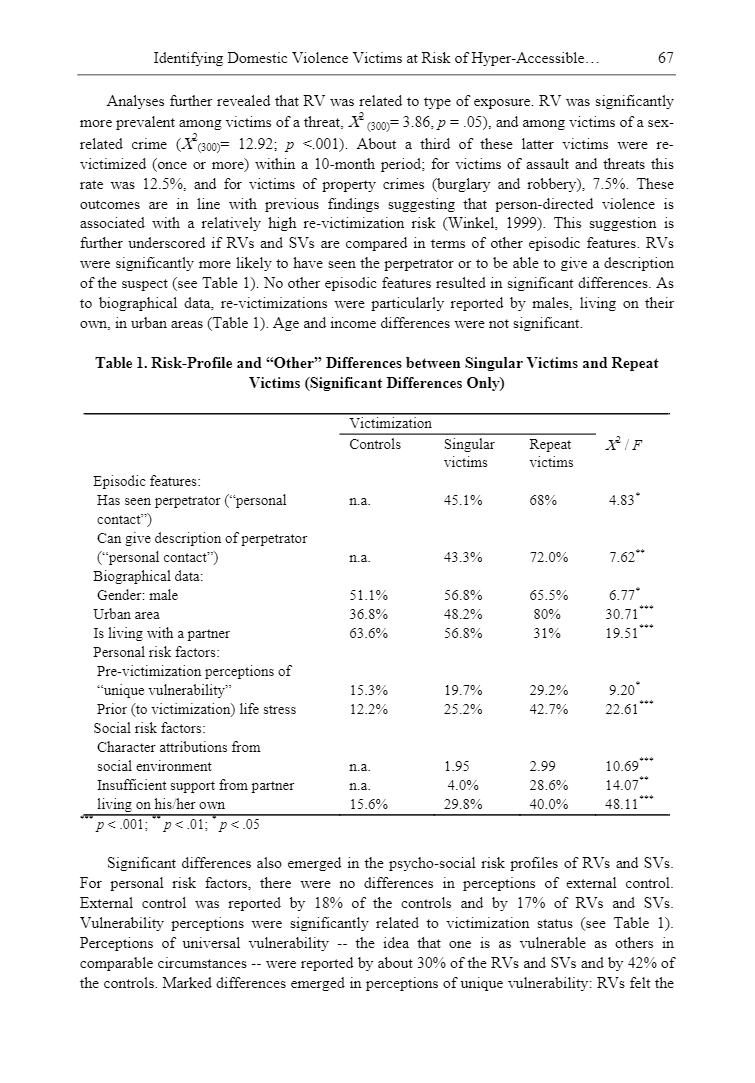 Identifying Domestic Violence Victims at Risk of Hyper-Accessible… 67
Analyses further revealed that RV was related to type of exposure. RV was significantly
more prevalent among victims of a threat, X² (300)= 3.86, p = .05), and among victims of a sex-
related crime (X²(300)= 12.92; p <.001). About a third of these latter victims were re-
victimized (once or more) within a 10-month period; for victims of assault and threats this
rate was 12.5%, and for victims of property crimes (burglary and robbery), 7.5%. These
outcomes are in line with previous findings suggesting that person-directed violence is
associated with a relatively high re-victimization risk (Winkel, 1999). This suggestion is
further underscored if RVs and SVs are compared in terms of other episodic features. RVs
were significantly more likely to have seen the perpetrator or to be able to give a description
of the suspect (see Table 1). No other episodic features resulted in significant differences. As
to biographical data, re-victimizations were particularly reported by males, living on their
own, in urban areas (Table 1). Age and income differences were not significant.
Table 1. Risk-Profile and “Other” Differences between Singular Victims and Repeat
Victims (Significant Differences Only)
Victimization
Controls Singular Repeat X² / F
victims victims
Episodic features:
Has seen perpetrator (“personal n.a. 45.1% 68% 4.83*
contact”)
Can give description of perpetrator
(“personal contact”) n.a. 43.3% 72.0% 7.62**
Biographical data:
Gender: male 51.1% 56.8% 65.5% 6.77*
Urban area 36.8% 48.2% 80% 30.71***
Is living with a partner 63.6% 56.8% 31% 19.51***
Personal risk factors:
Pre-victimization perceptions of
“unique vulnerability” 15.3% 19.7% 29.2% 9.20*
Prior (to victimization) life stress 12.2% 25.2% 42.7% 22.61***
Social risk factors:
Character attributions from
social environment n.a. 1.95 2.99 10.69***
Insufficient support from partner n.a. 4.0% 28.6% 14.07**
living on his/her own 15.6% 29.8% 40.0% 48.11***
*** p < .001; ** p < .01; * p < .05
Significant differences also emerged in the psycho-social risk profiles of RVs and SVs.
For personal risk factors, there were no differences in perceptions of external control.
External control was reported by 18% of the controls and by 17% of RVs and SVs.
Vulnerability perceptions were significantly related to victimization status (see Table 1).
Perceptions of universal vulnerability -- the idea that one is as vulnerable as others in
comparable circumstances -- were reported by about 30% of the RVs and SVs and by 42% of
the controls. Marked differences emerged in perceptions of unique vulnerability: RVs felt the